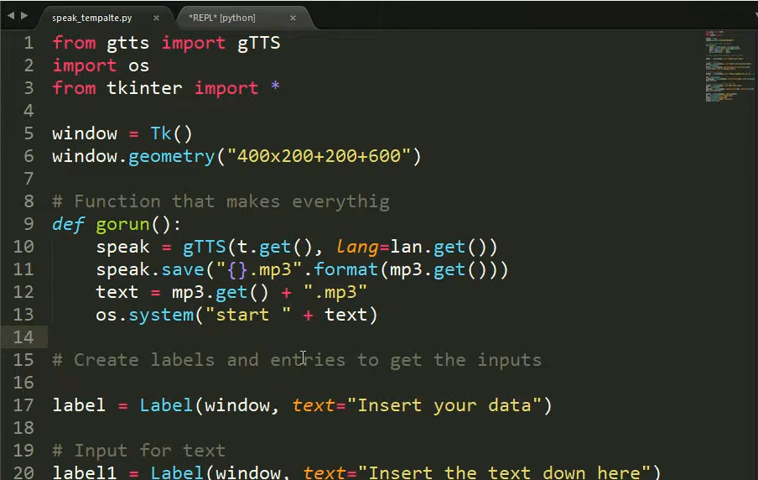 speak_tempalte.py × *REPL* [python] ×
1 from gtts import gTTS
2 import os
3 from tkinter import *
4
5 window = Tk()
6 window.geometry("400x200+200+600")
7
8 # Function that makes everythig
9 def gorun():
10 speak = gTTS(t.get(), lang=lan.get())
11 speak.save("{}.mp3".format(mp3.get()))
12 text = mp3.get() + ".mp3"
13 os.system("start " + text)
14
15 # Create labels and entries to get the inputs
16
17 label = Label(window, text="Insert your data")
18
19 # Input for text
20 label1 = Label(window, text="Insert the text down here")